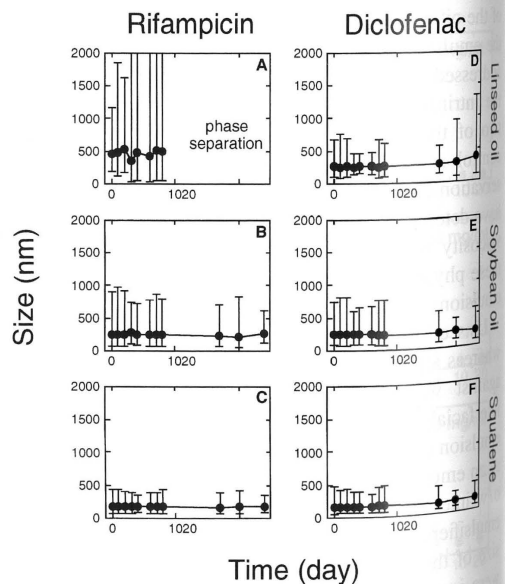 Rifampicin
Diclofenac
2000
1500
1000
500
0
1020
A
phase
separation
2000
1500
1000
500
0
0
1020
D
Linseed oil
2000
1500
1000
500
0
0
1020
B
2000
1500
1000
500
0
0
1020
E
Soybean oil
2000
1500
1000
500
0
0
1020
C
2000
1500
1000
500
0
0
1020
F
Squalene
Size (nm)
Time (day)